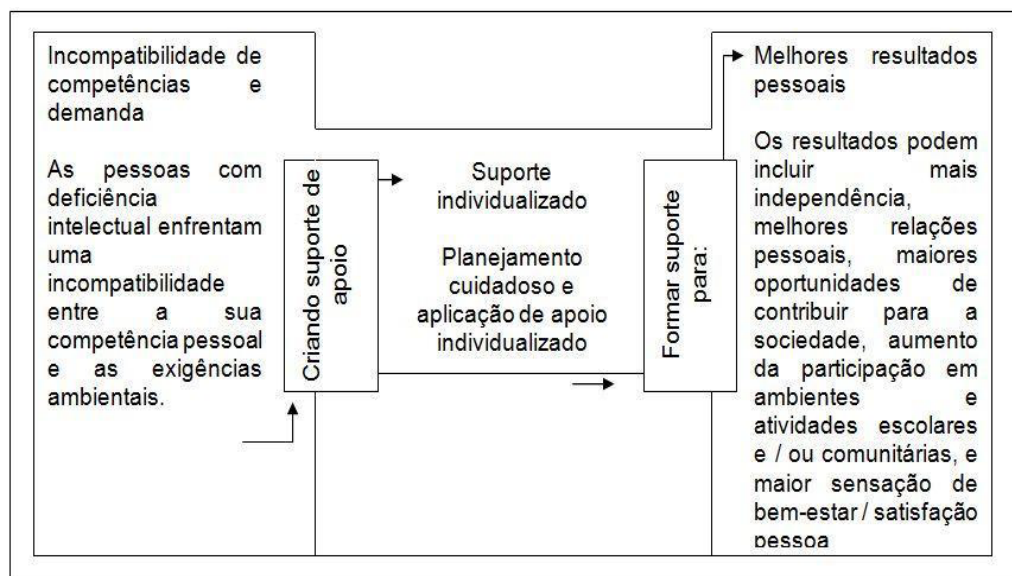 Incompatibilidade de
competências e
demanda
As pessoas com
deficiência
intelectual enfrentam
uma
incompatibilidade
entre a sua
competência pessoal
e as exigências
ambientais.
Criando suporte de
apoio
Suporte
individualizado
Planejamento
cuidadoso e
aplicação de apoio
individualizado
Formar suporte
para:
Melhores resultados
pessoais
Os resultados podem
incluir mais
independência,
melhores relações
pessoais, maiores
oportunidades de
contribuir para a
sociedade, aumento
da participação em
ambientes e
atividades escolares
e / ou comunitárias, e
maior sensação de
bem-estar / satisfação
pessoa